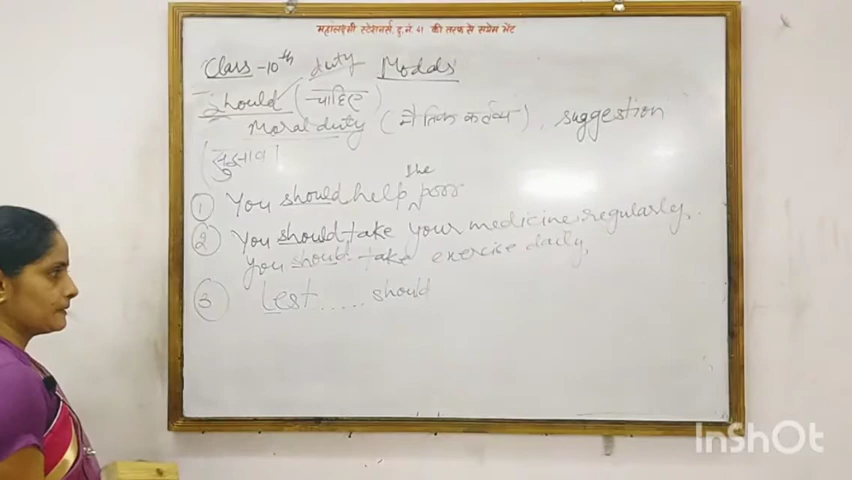 महालक्ष्मी स्टेशनर्स, दु. नं. 41 की तरफ से सप्रेम भेंट
Class-10th duty Modals
Should (चाहिए)
Moral duty (नैतिक कर्तव्य), suggestion
(सुझाव)
① You should help the poor
② You should take your medicine regularly.
you should take exercise daily.
③ Lest ..... should
InShOt